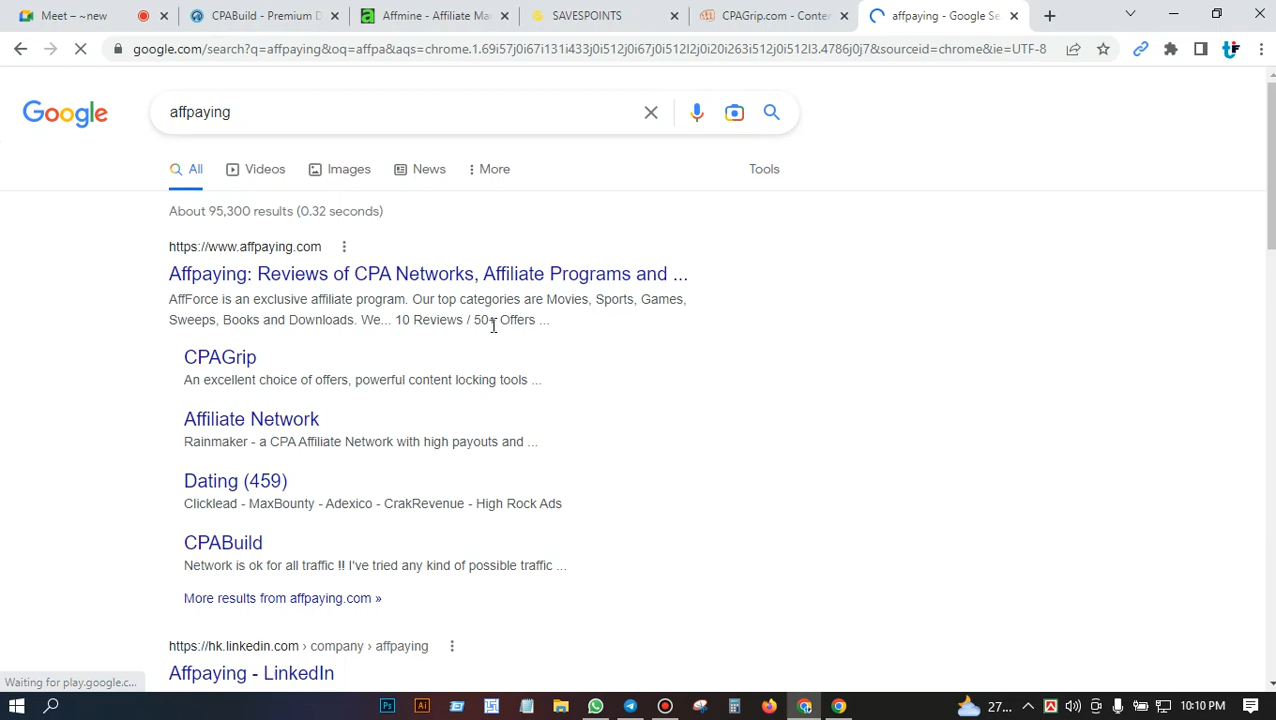 Meet – ~new
CPABuild - Premium D
Affmine - Affiliate Ma
SAVESPOINTS
CPAGrip.com - Conter
affpaying - Google Se
google.com/search?q=affpaying&oq=affpa&aqs=chrome.1.69i57j0i67i131i433j0i512j0i67j0i512l2j0i20i263i512j0i512l3.4786j0j7&sourceid=chrome&ie=UTF-8
Google
affpaying
All
Videos
Images
News
More
Tools
About 95,300 results (0.32 seconds)
https://www.affpaying.com
Affpaying: Reviews of CPA Networks, Affiliate Programs and ...
AffForce is an exclusive affiliate program. Our top categories are Movies, Sports, Games,
Sweeps, Books and Downloads. We... 10 Reviews / 50+ Offers ...
CPAGrip
An excellent choice of offers, powerful content locking tools ...
Affiliate Network
Rainmaker - a CPA Affiliate Network with high payouts and ...
Dating (459)
Clicklead - MaxBounty - Adexico - CrakRevenue - High Rock Ads
CPABuild
Network is ok for all traffic !! I've tried any kind of possible traffic ...
More results from affpaying.com »
https://hk.linkedin.com › company › affpaying
Affpaying - LinkedIn
Waiting for play.google.c...
Ps
Ai
27...
10:10 PM